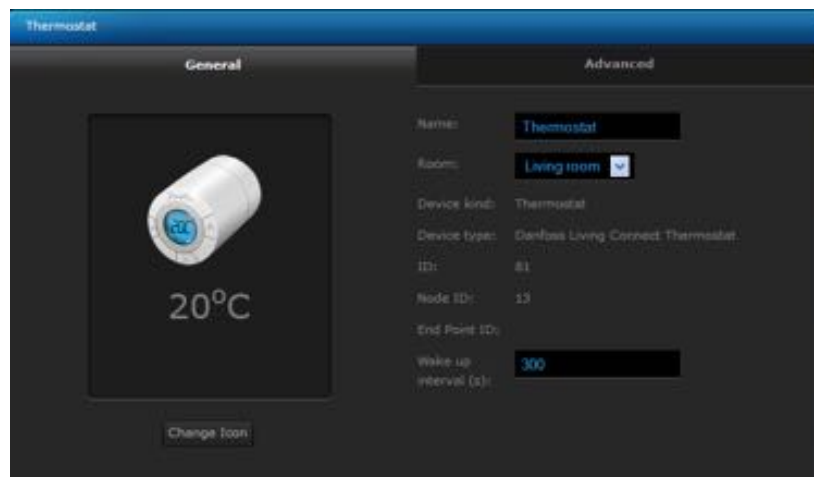 Thermostat
General
Advanced
20°C
Change Icon
Name: Thermostat
Room: Living room
Device kind: Thermostat
Device type: Danfoss Living Connect Thermostat
ID: 81
Node ID: 13
End Point ID:
Wake up
interval (s): 300